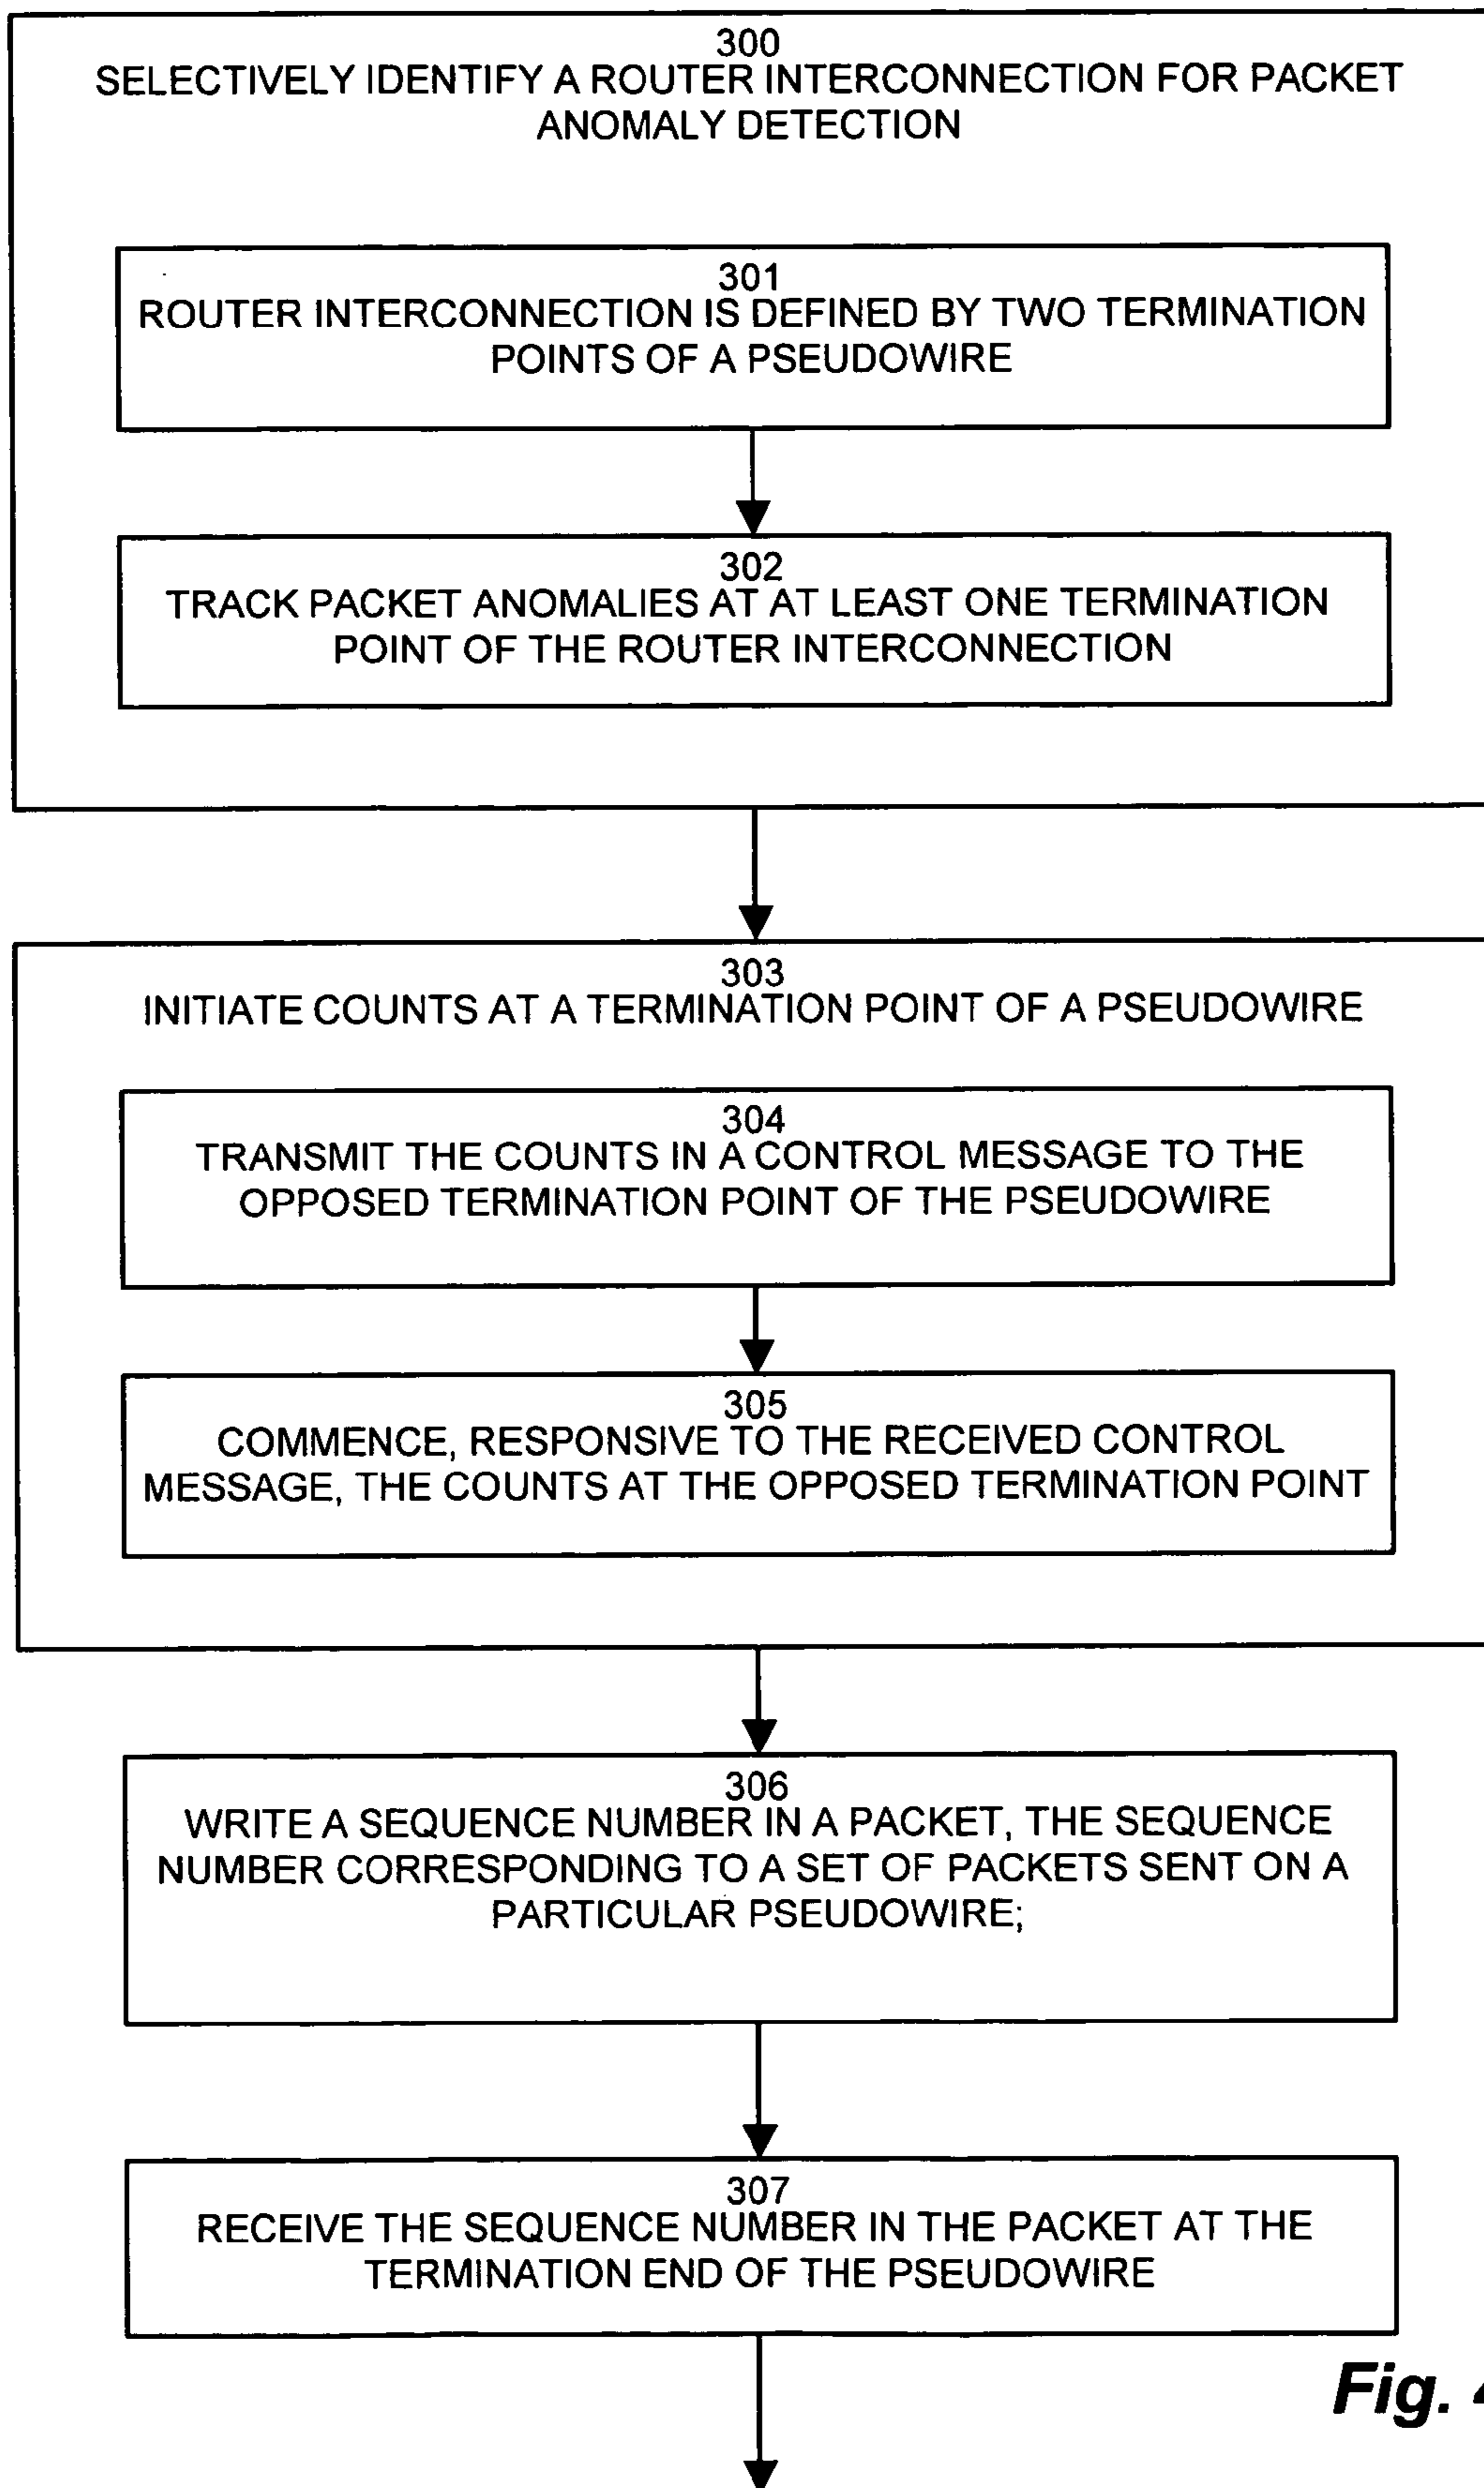 300
SELECTIVELY IDENTIFY A ROUTER INTERCONNECTION FOR PACKET
ANOMALY DETECTION
301
ROUTER INTERCONNECTION IS DEFINED BY TWO TERMINATION
POINTS OF A PSEUDOWIRE
302
TRACK PACKET ANOMALIES AT AT LEAST ONE TERMINATION
POINT OF THE ROUTER INTERCONNECTION
303
INITIATE COUNTS AT A TERMINATION POINT OF A PSEUDOWIRE
304
TRANSMIT THE COUNTS IN A CONTROL MESSAGE TO THE
OPPOSED TERMINATION POINT OF THE PSEUDOWIRE
305
COMMENCE, RESPONSIVE TO THE RECEIVED CONTROL
MESSAGE, THE COUNTS AT THE OPPOSED TERMINATION POINT
306
WRITE A SEQUENCE NUMBER IN A PACKET, THE SEQUENCE
NUMBER CORRESPONDING TO A SET OF PACKETS SENT ON A
PARTICULAR PSEUDOWIRE;
307
RECEIVE THE SEQUENCE NUMBER IN THE PACKET AT THE
TERMINATION END OF THE PSEUDOWIRE
Fig.